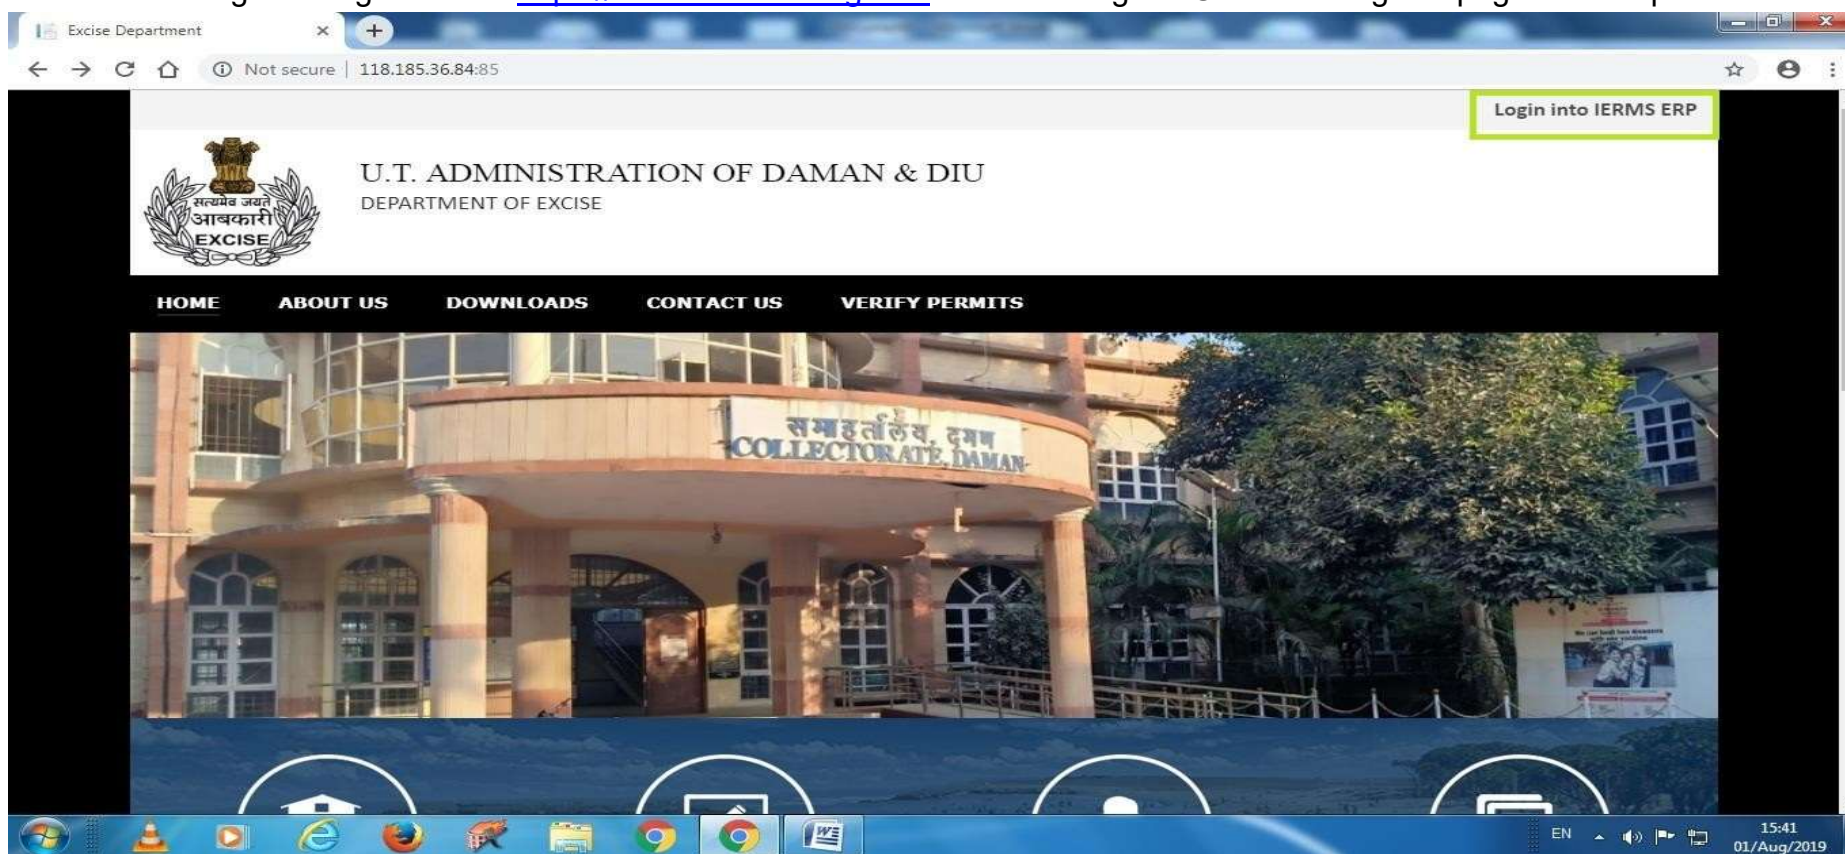 Excise Department
Not secure | 118.185.36.84:85
Login into IERMS ERP
सत्यमेव जयते
आबकारी
EXCISE
U.T. ADMINISTRATION OF DAMAN & DIU
DEPARTMENT OF EXCISE
HOME ABOUT US DOWNLOADS CONTACT US VERIFY PERMITS
समाहर्तालय, दमन
COLLECTORATE, DAMAN
EN
15:41
01/Aug/2019